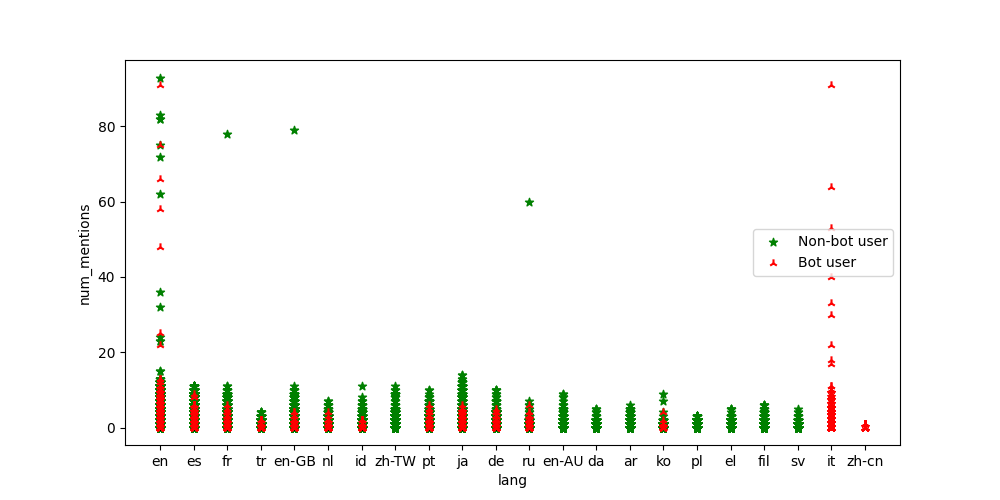 80
60
40
20
0
num_mentions
Non-bot user
Bot user
en es fr tr en-GB nl id zh-TW pt ja de ru en-AU da ar ko pl el fil sv it zh-cn
lang